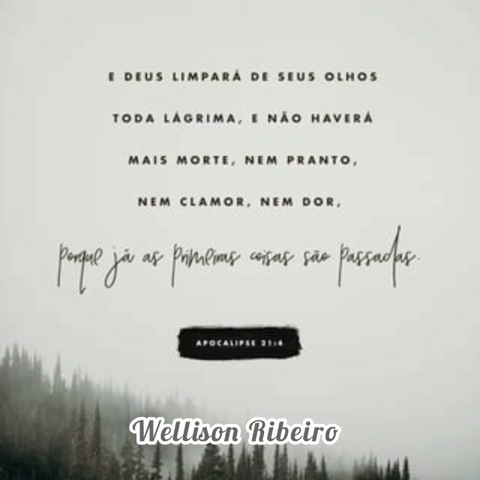 E DEUS LIMPARÁ DE SEUS OLHOS
TODA LÁGRIMA, E NÃO HAVERÁ
MAIS MORTE, NEM PRANTO,
NEM CLAMOR, NEM DOR,
porque já as primeiras coisas são passadas.
APOCALIPSE 21:4
Wellison Ribeiro